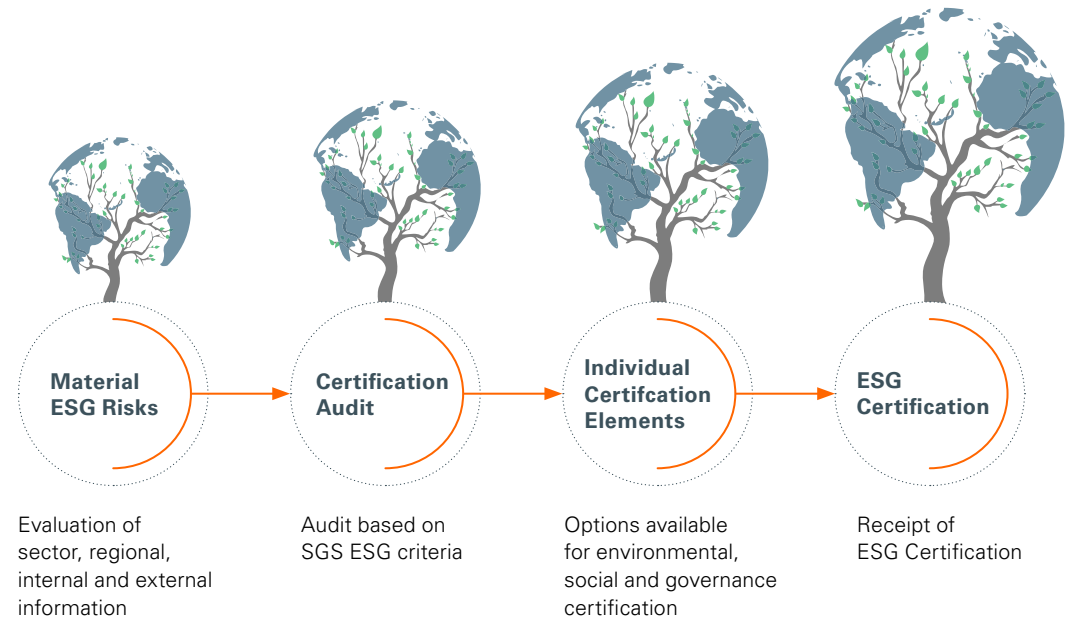 Material
ESG Risks
Certification
Audit
Individual
Certifcation
Elements
ESG
Certification
Evaluation of
sector, regional,
internal and external
information
Audit based on
SGS ESG criteria
Options available
for environmental,
social and governance
certification
Receipt of
ESG Certification